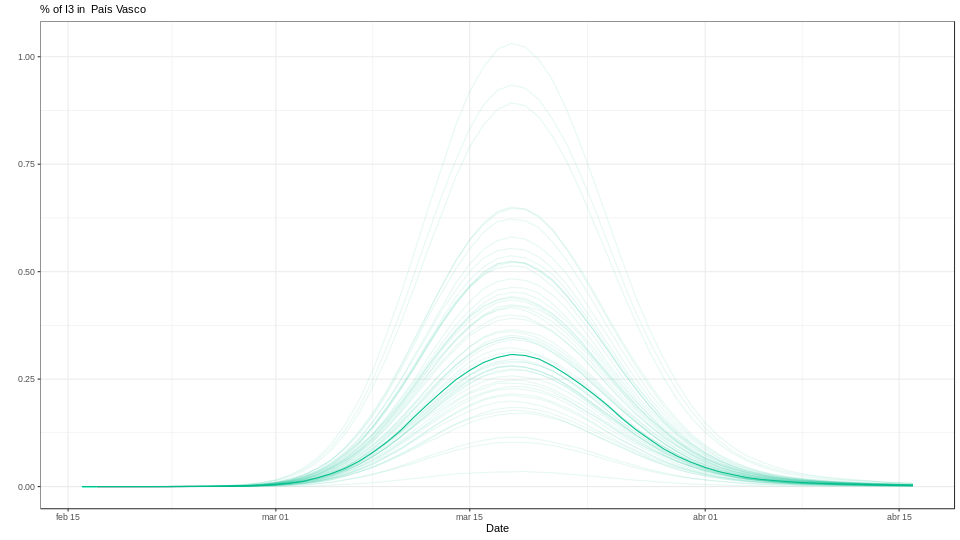 % of I3 in  País Vasco
1.00
0.75
0.50
0.25
0.00
feb 15
mar 01
mar 15
abr 01
abr 15
Date